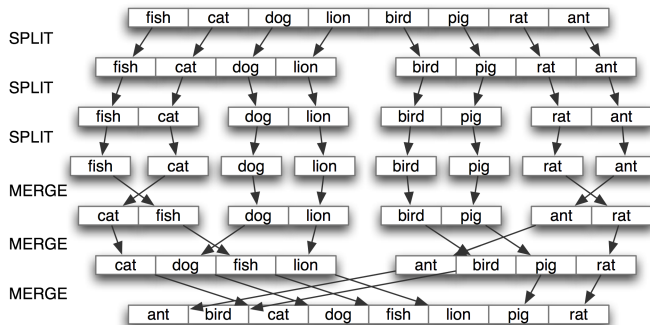 fish cat dog lion bird pig rat ant
SPLIT
fish cat dog lion bird pig rat ant
SPLIT
fish cat dog lion bird pig rat ant
SPLIT
fish cat dog lion bird pig rat ant
MERGE
cat fish dog lion bird pig ant rat
MERGE
cat dog fish lion ant bird pig rat
MERGE
ant bird cat dog fish lion pig rat